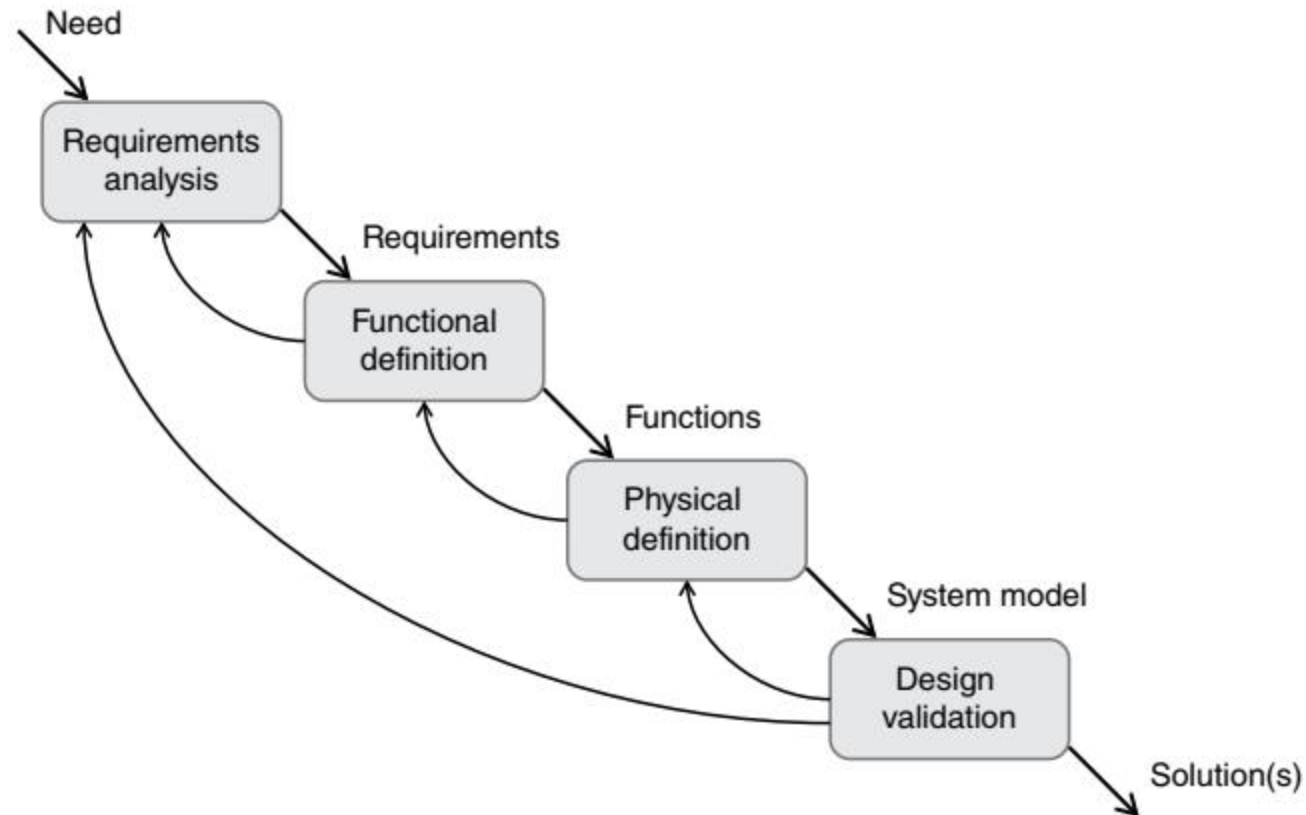 Need
Requirements
analysis
Requirements
Functional
definition
Functions
Physical
definition
System model
Design
validation
Solution(s)